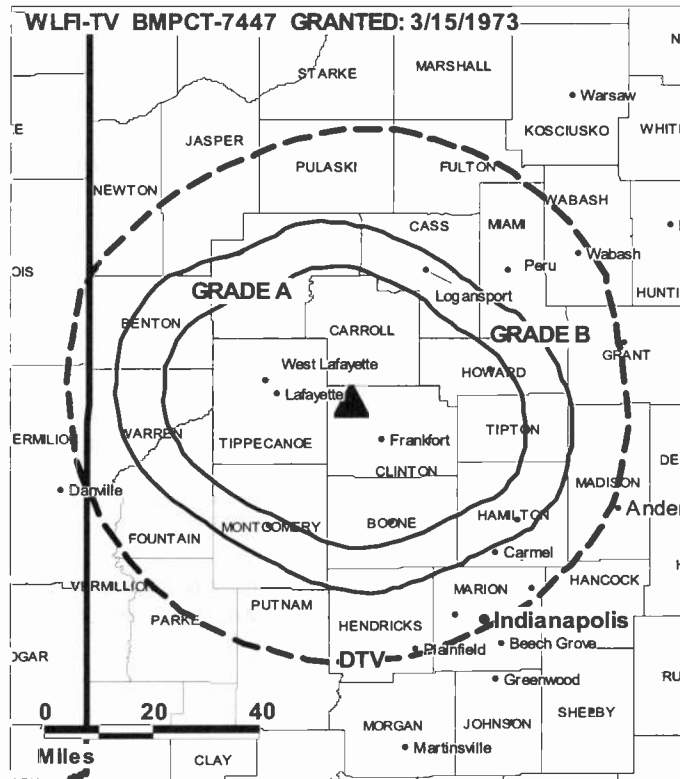 WLFI-TV BMPCT-7447 GRANTED: 3/15/1973
STARKE
MARSHALL
Warsaw
KOSCIUSKO
WHIT
JASPER
PULASKI
FULTON
NEWTON
WABASH
CASS
MIAMI
Wabash
Peru
OIS
GRADE A
Logansport
HUNTI
BENTON
CARROLL
GRADE B
GRANT
West Lafayette
HOWARD
Lafayette
WARREN
TIPPECANOE
Frankfort
TIPTON
ERMILION
CLINTON
DE
MADISON
Danville
Ander
FOUNTAIN
MONTGOMERY
BOONE
HAMILTON
Carmel
VERMILLION
PUTNAM
MARION
HANCOCK
PARKE
HENDRICKS
Indianapolis
Plainfield
Beech Grove
DGAR
DTV
Greenwood
RU
0 20 40
Miles
MORGAN
JOHNSON
SHELBY
Martinsville
CLAY